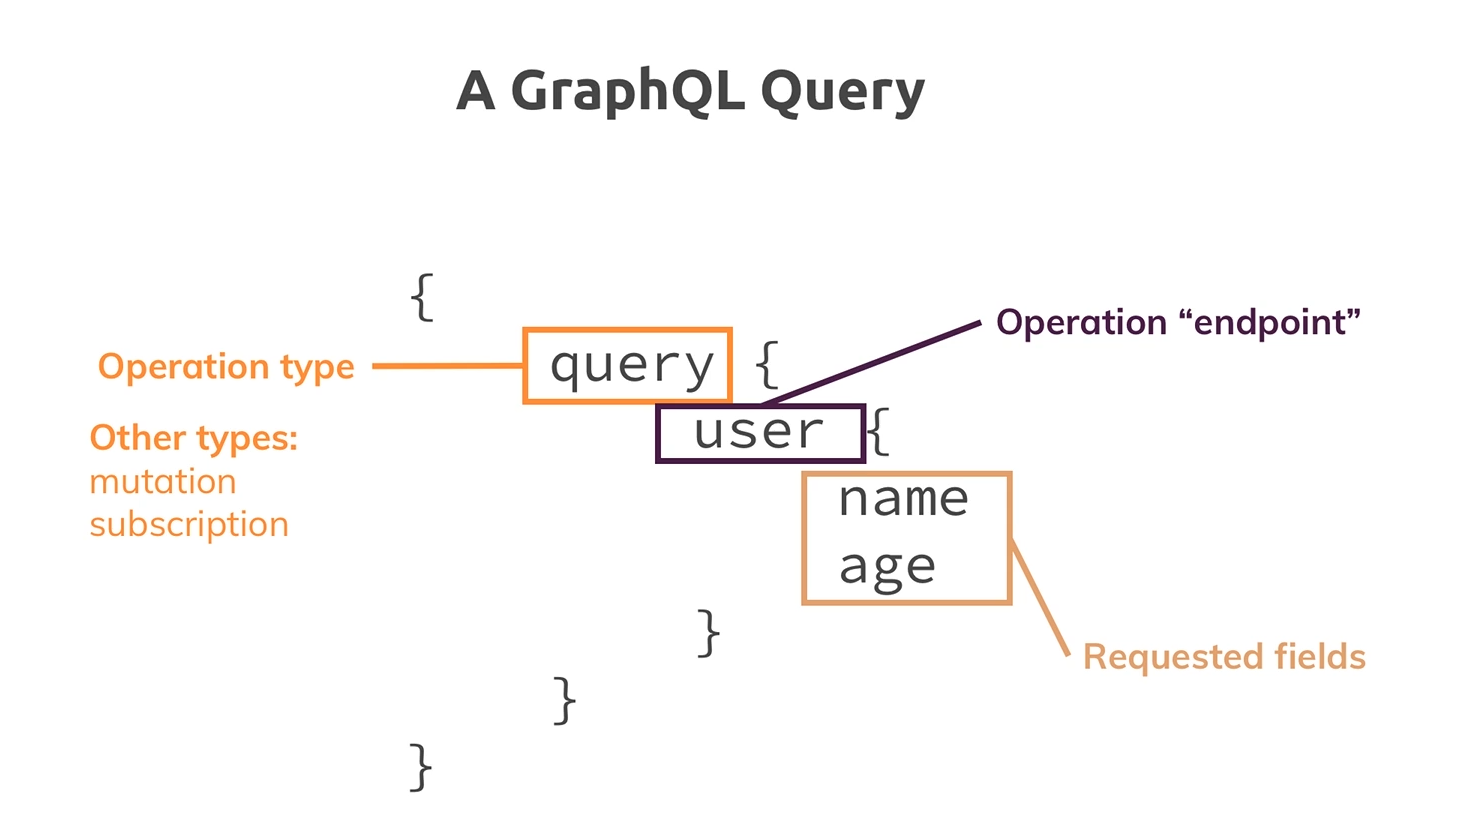 A GraphQL Query
{
Operation type
query {
Operation “endpoint”
Other types:
mutation
subscription
user {
name
age
}
Requested fields
}
}